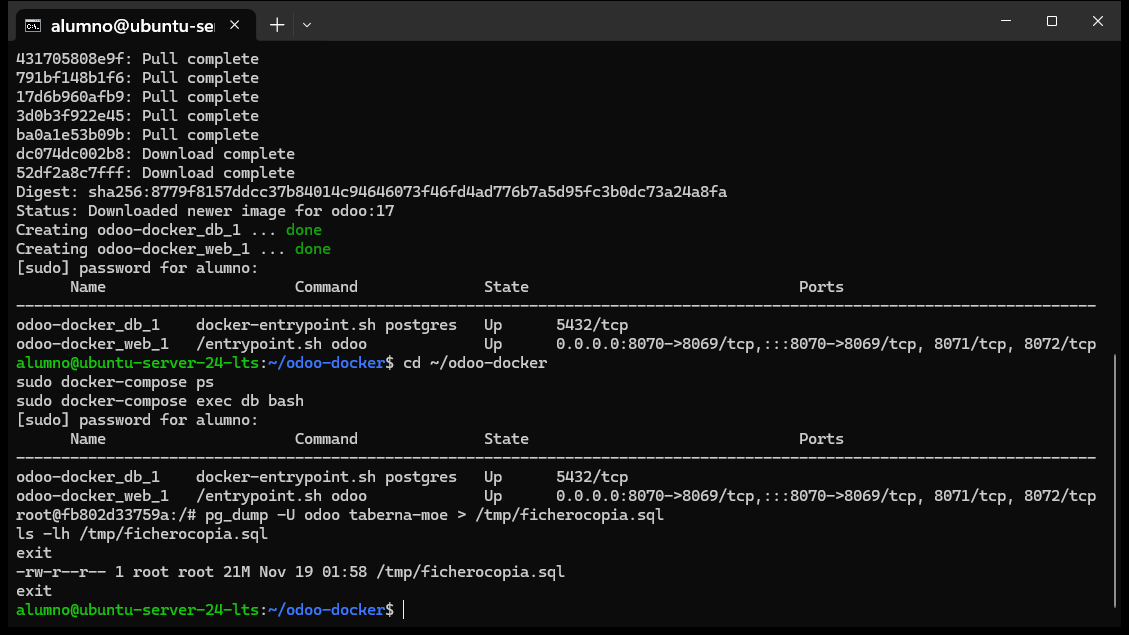 alumno@ubuntu-se
431705808e9f: Pull complete
791bf148b1f6: Pull complete
17d6b960afb9: Pull complete
3d0b3f922e45: Pull complete
ba0a1e53b09b: Pull complete
dc074dc002b8: Download complete
52df2a8c7fff: Download complete
Digest: sha256:8779f8157ddcc37b84014c94646073f46fd4ad776b7a5d95fc3b0dc73a24a8fa
Status: Downloaded newer image for odoo:17
Creating odoo-docker_db_1 ... done
Creating odoo-docker_web_1 ... done
[sudo] password for alumno:
      Name                     Command              State                              Ports
------------------------------------------------------------------------------------------------------------------------
odoo-docker_db_1    docker-entrypoint.sh postgres   Up      5432/tcp
odoo-docker_web_1   /entrypoint.sh odoo             Up      0.0.0.0:8070->8069/tcp,:::8070->8069/tcp, 8071/tcp, 8072/tcp
alumno@ubuntu-server-24-lts:~/odoo-docker$ cd ~/odoo-docker
sudo docker-compose ps
sudo docker-compose exec db bash
[sudo] password for alumno:
      Name                     Command              State                              Ports
------------------------------------------------------------------------------------------------------------------------
odoo-docker_db_1    docker-entrypoint.sh postgres   Up      5432/tcp
odoo-docker_web_1   /entrypoint.sh odoo             Up      0.0.0.0:8070->8069/tcp,:::8070->8069/tcp, 8071/tcp, 8072/tcp
root@fb802d33759a:/# pg_dump -U odoo taberna-moe > /tmp/ficherocopia.sql
ls -lh /tmp/ficherocopia.sql
exit
-rw-r--r-- 1 root root 21M Nov 19 01:58 /tmp/ficherocopia.sql
exit
alumno@ubuntu-server-24-lts:~/odoo-docker$